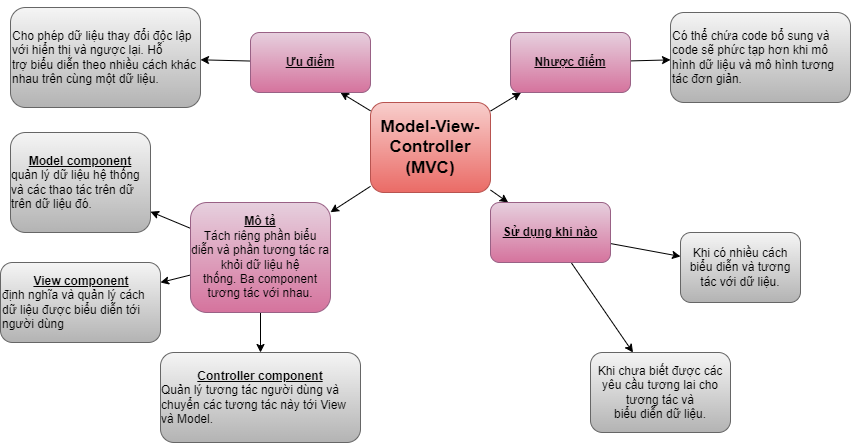 Cho phép dữ liệu thay đổi độc lập
với hiển thị và ngược lại. Hỗ
trợ biểu diễn theo nhiều cách khác
nhau trên cùng một dữ liệu.
Ưu điểm
Nhược điểm
Có thể chứa code bổ sung và
code sẽ phức tạp hơn khi mô
hình dữ liệu và mô hình tương
tác đơn giản.
Model-View-
Controller
(MVC)
Model component
quản lý dữ liệu hệ thống
và các thao tác trên dữ
trên dữ liệu đó.
Mô tả
Tách riêng phần biểu
diễn và phần tương tác ra
khỏi dữ liệu hệ
thống. Ba component
tương tác với nhau.
Sử dụng khi nào
Khi có nhiều cách
biểu diễn và tương
tác với dữ liệu.
View component
định nghĩa và quản lý cách
dữ liệu được biểu diễn tới
người dùng
Controller component
Quản lý tương tác người dùng và
chuyển các tương tác này tới View
và Model.
Khi chưa biết được các
yêu cầu tương lai cho
tương tác và
biểu diễn dữ liệu.